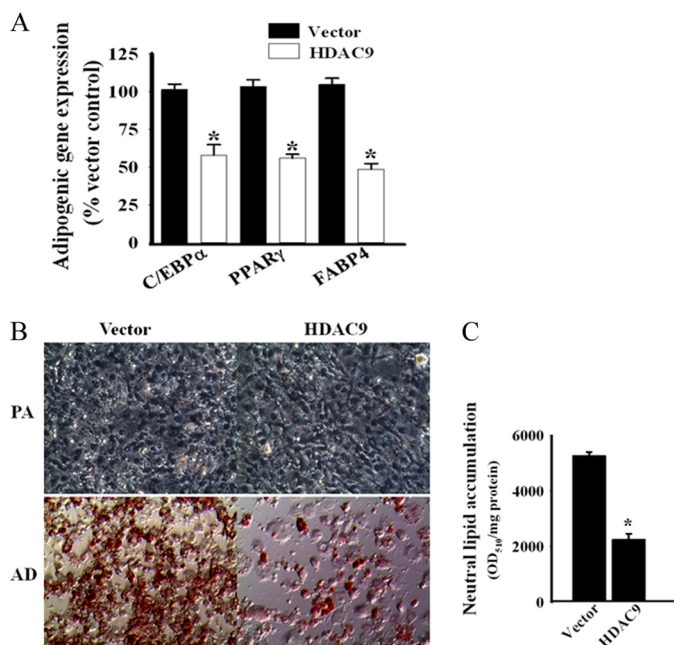 A
Vector
HDAC9
Adipogenic gene expression
(% vector control)
125
100
75
50
25
0
*
*
*
C/EBPα
PPARγ
FABP4
B
Vector
HDAC9
PA
AD
C
Neutral lipid accumulation
(OD510/mg protein)
6000
4000
2000
0
*
Vector
HDAC9